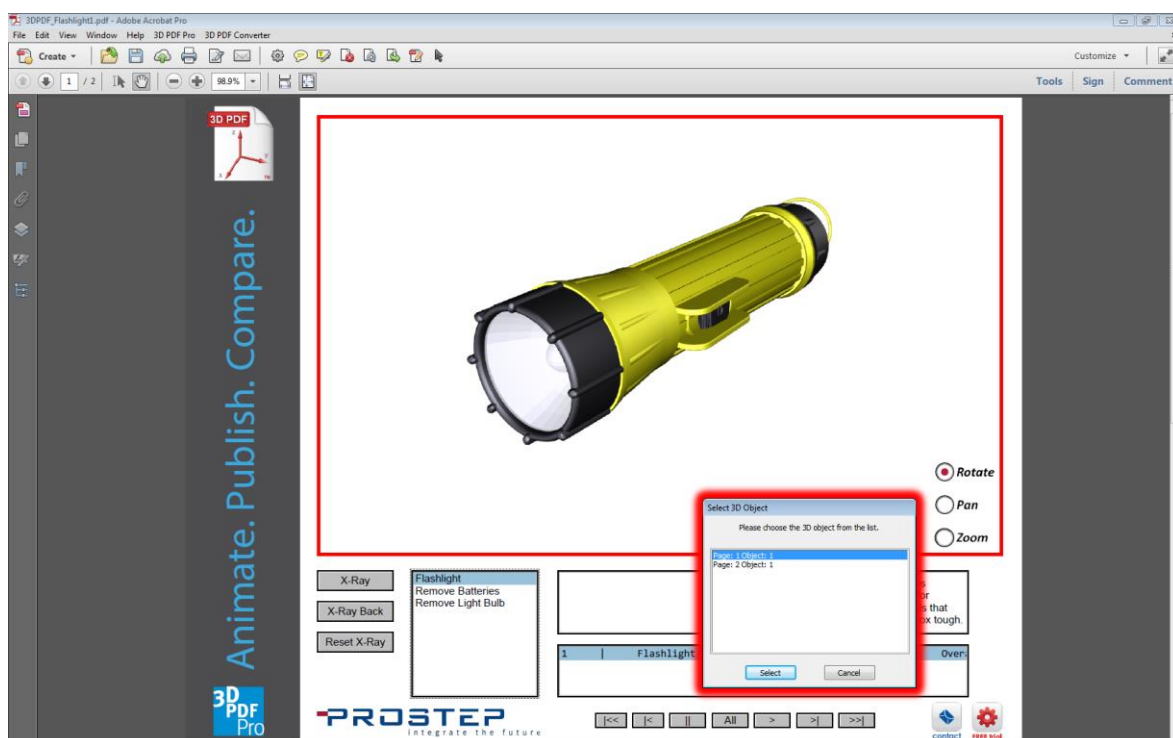 3DPDF_Flashlight1.pdf - Adobe Acrobat Pro
File Edit View Window Help 3D PDF Pro 3D PDF Converter
Create Customize
1 / 2 98.9% Tools Sign Comment
3D PDF
z
y
x
Animate. Publish. Compare.
Rotate
Pan
Zoom
Select 3D Object
Please choose the 3D object from the list.
Page: 1 Object: 1
Page: 2 Object: 1
Select Cancel
X-Ray
X-Ray Back
Reset X-Ray
Flashlight
Remove Batteries
Remove Light Bulb
s
or
s that
ox tough.
1 | Flashlight Over
3D
PDF
Pro
PROSTEP
integrate the future
|<< |< || All > >| >>|
contact FREE trial